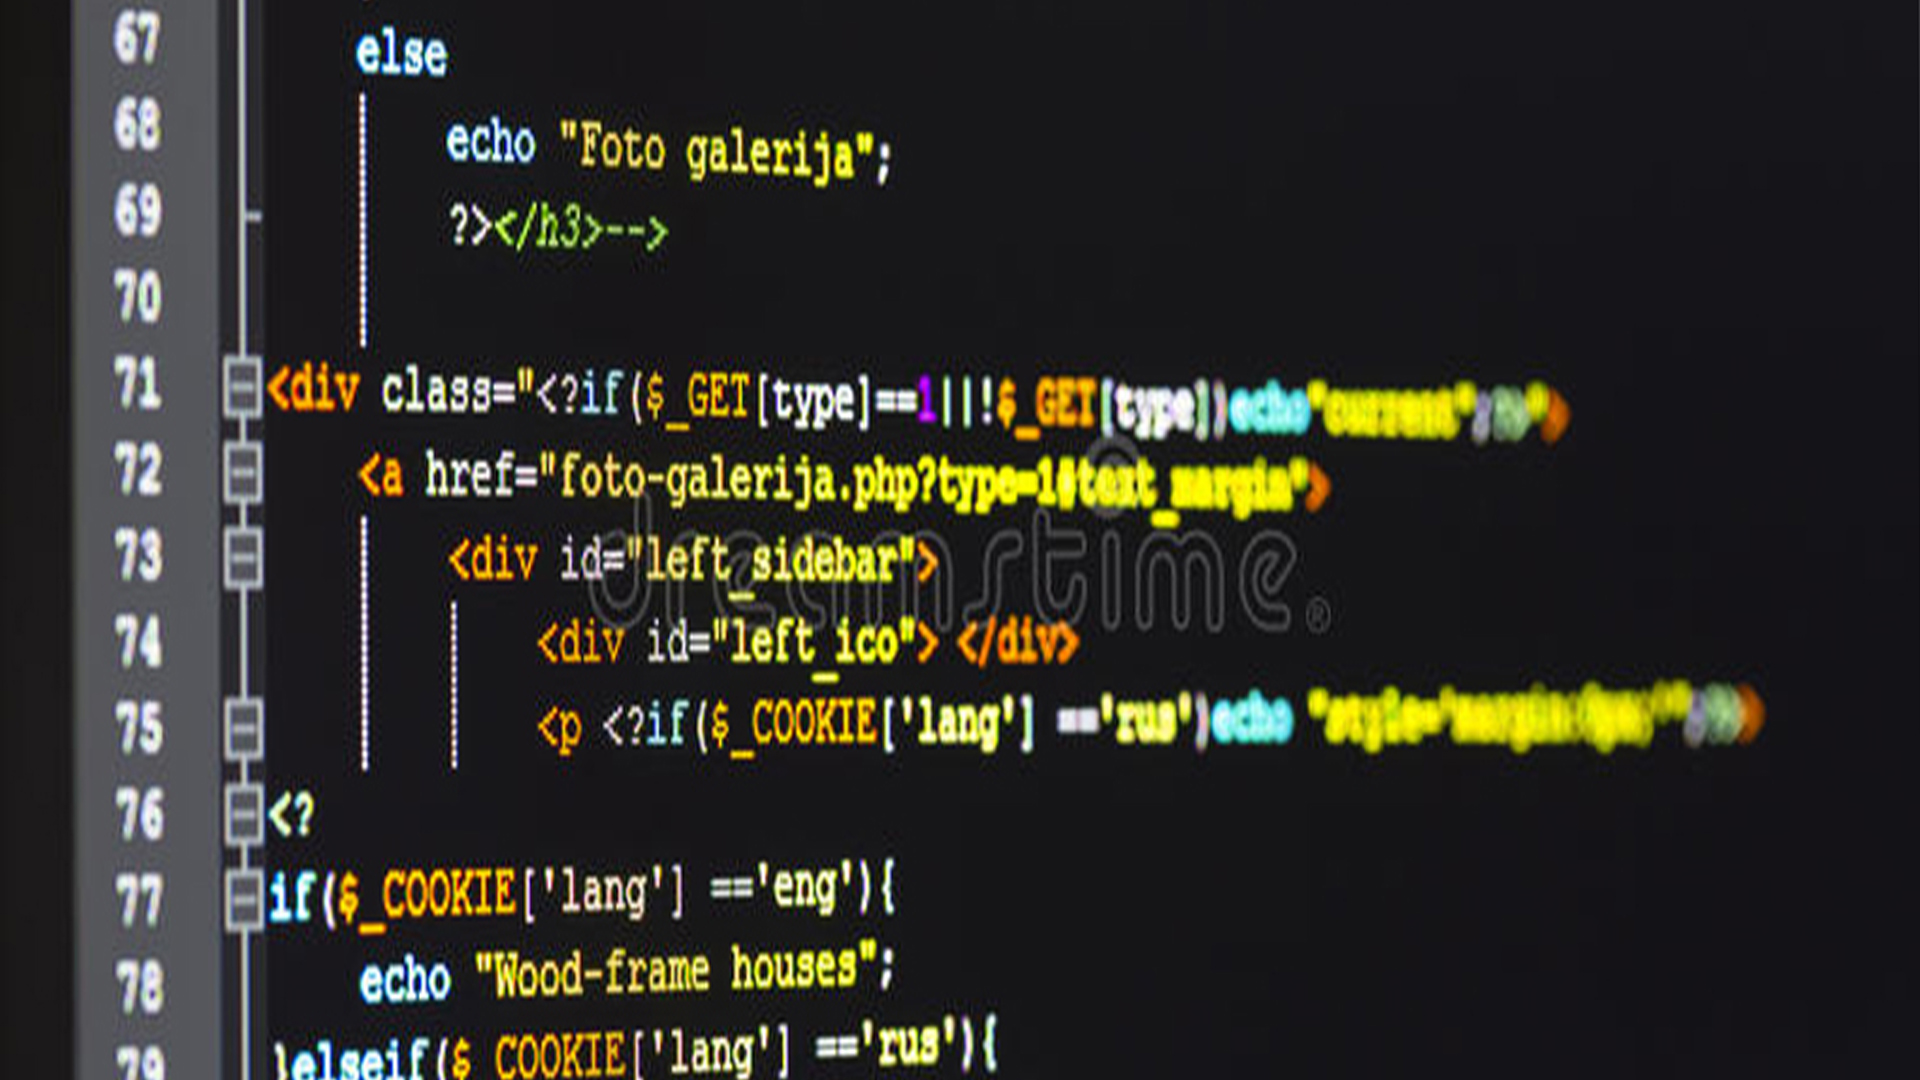 67 else
68 echo "Foto galerija";
69 ?></h3>-->
70
71 <div class="<?if($_GET[type]==1||!$_GET[type])echo"current";?>">
72 <a href="foto-galerija.php?type=1#text_margin">
73 <div id="left_sidebar">
74 <div id="left_ico"> </div>
75 <p <?if($_COOKIE['lang'] =='rus')echo
76 <?
77 if($_COOKIE['lang'] =='eng'){
78 echo "Wood-frame houses";
79 }elseif($_COOKIE['lang'] =='rus'){
dreamstime®